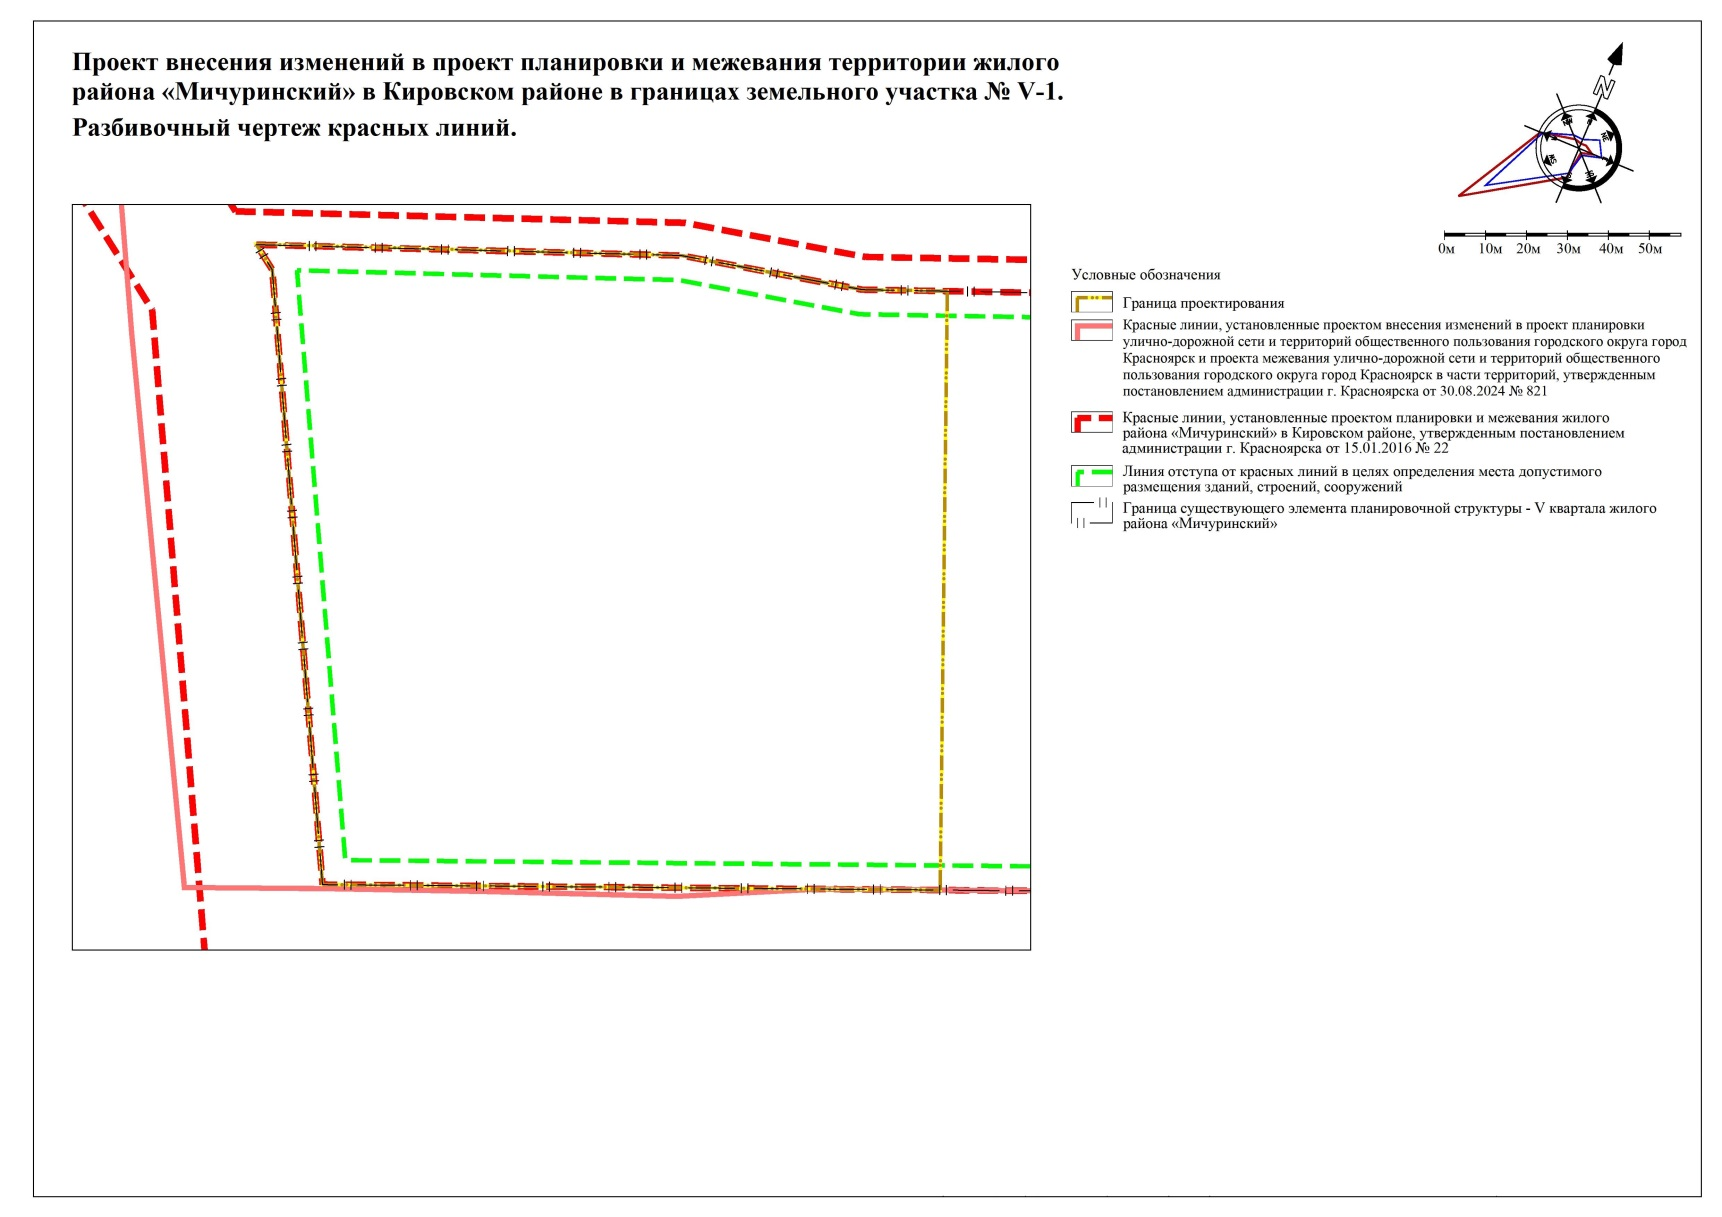 Проект внесения изменений в проект планировки и межевания территории жилого
района «Мичуринский» в Кировском районе в границах земельного участка № V-1.
Разбивочный чертеж красных линий.
N
0м 10м 20м 30м 40м 50м
Условные обозначения
Граница проектирования
Красные линии, установленные проектом внесения изменений в проект планировки
улично-дорожной сети и территорий общественного пользования городского округа город
Красноярск и проекта межевания улично-дорожной сети и территорий общественного
пользования городского округа город Красноярск в части территорий, утвержденным
постановлением администрации г. Красноярска от 30.08.2024 № 821
Красные линии, установленные проектом планировки и межевания жилого
района «Мичуринский» в Кировском районе, утвержденным постановлением
администрации г. Красноярска от 15.01.2016 № 22
Линия отступа от красных линий в целях определения места допустимого
размещения зданий, строений, сооружений
Граница существующего элемента планировочной структуры - V квартала жилого
района «Мичуринский»